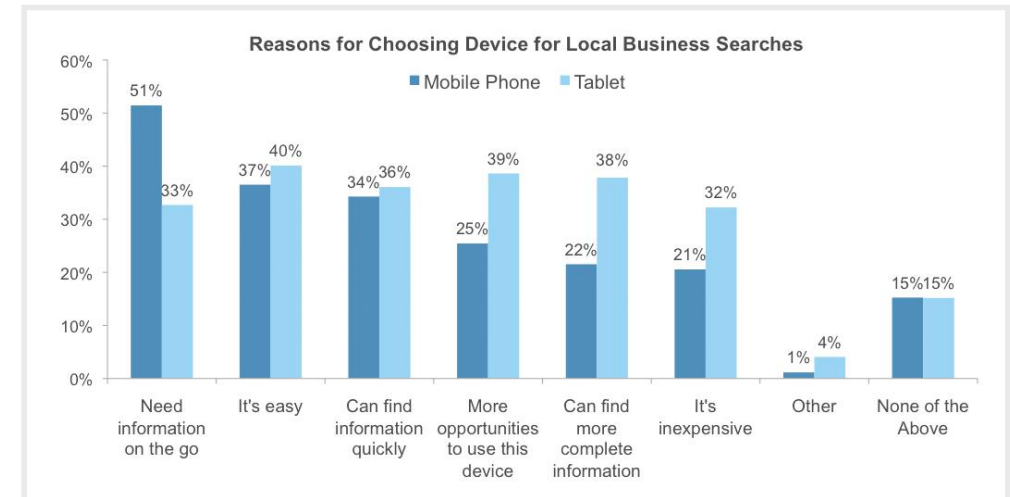 Reasons for Choosing Device for Local Business Searches
Mobile Phone Tablet
60%
50%
40%
30%
20%
10%
0%
51%
33%
37%
40%
34%
36%
25%
39%
22%
38%
21%
32%
1%
4%
15%
15%
Need
information
on the go
It's easy
Can find
information
quickly
More
opportunities
to use this
device
Can find
more
complete
information
It's
inexpensive
Other
None of the
Above